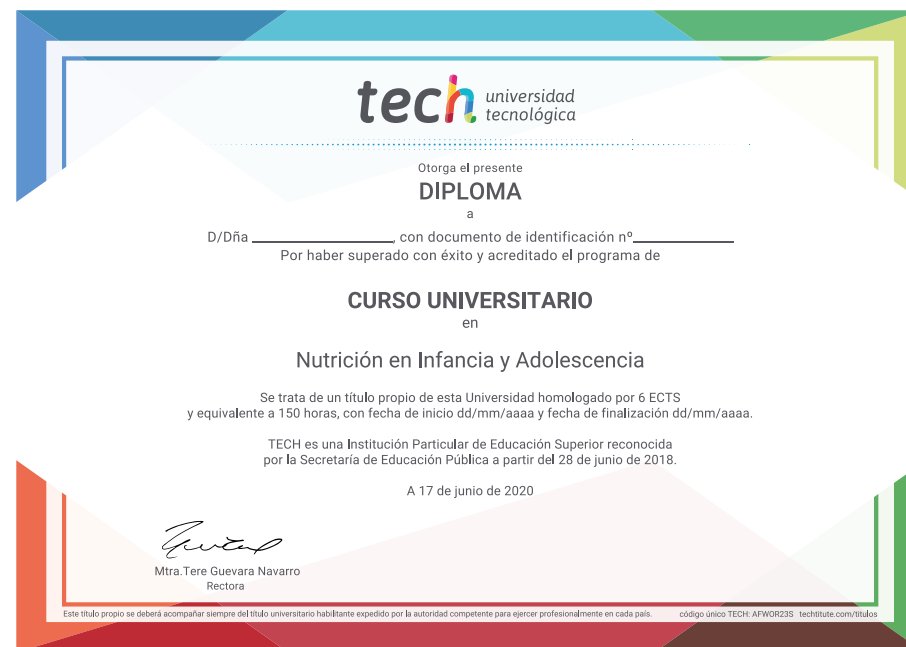 tech universidad
tecnológica
Otorga el presente
DIPLOMA
a
D/Dña ____________________, con documento de identificación nº______________
Por haber superado con éxito y acreditado el programa de
CURSO UNIVERSITARIO
en
Nutrición en Infancia y Adolescencia
Se trata de un título propio de esta Universidad homologado por 6 ECTS
y equivalente a 150 horas, con fecha de inicio dd/mm/aaaa y fecha de finalización dd/mm/aaaa.
TECH es una Institución Particular de Educación Superior reconocida
por la Secretaría de Educación Pública a partir del 28 de junio de 2018.
A 17 de junio de 2020
Mtra.Tere Guevara Navarro
Rectora
Este título propio se deberá acompañar siempre del título universitario habilitante expedido por la autoridad competente para ejercer profesionalmente en cada país. código único TECH: AFWOR23S techtitute.com/titulos